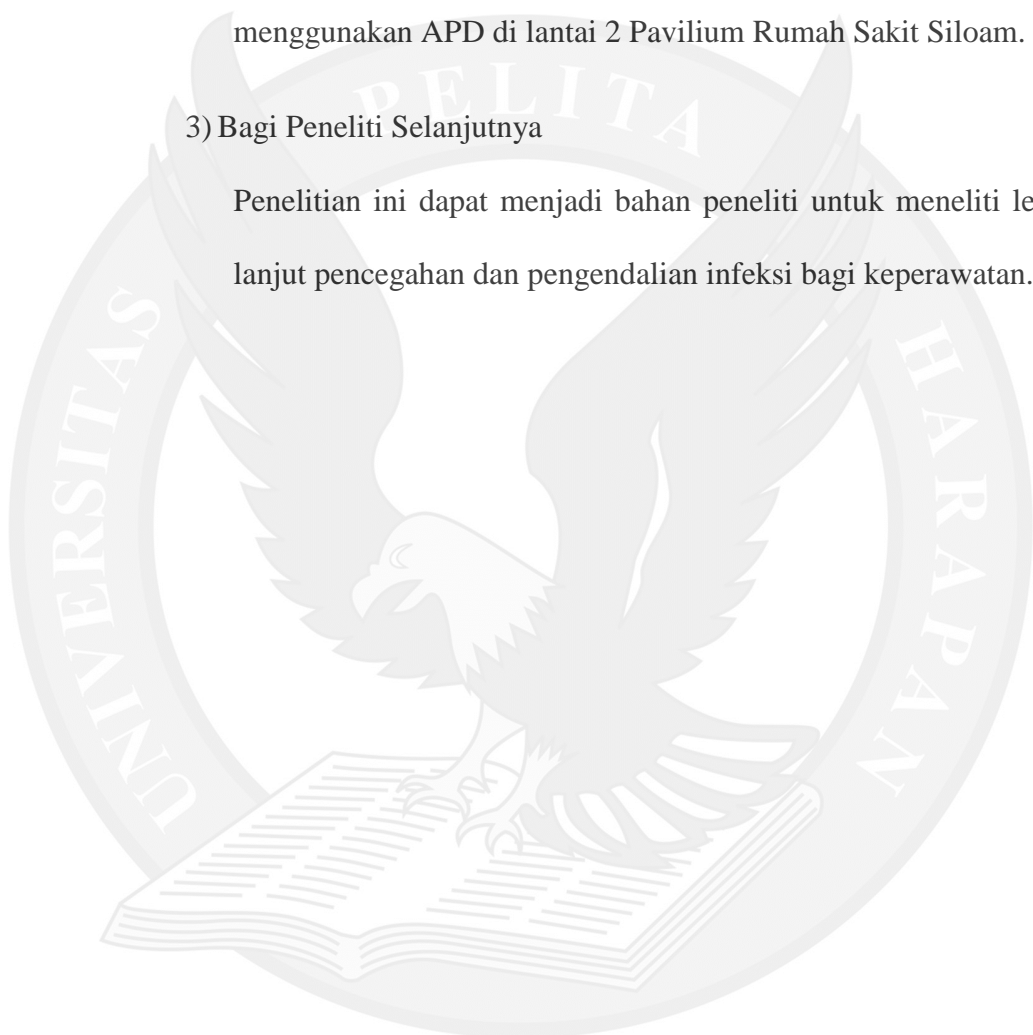 menggunakan APD di lantai 2 Pavilium Rumah Sakit Siloam.
3) Bagi Peneliti Selanjutnya
Penelitian ini dapat menjadi bahan peneliti untuk meneliti le
lanjut pencegahan dan pengendalian infeksi bagi keperawatan.
UNIVERSITAS PELITA HARAPAN